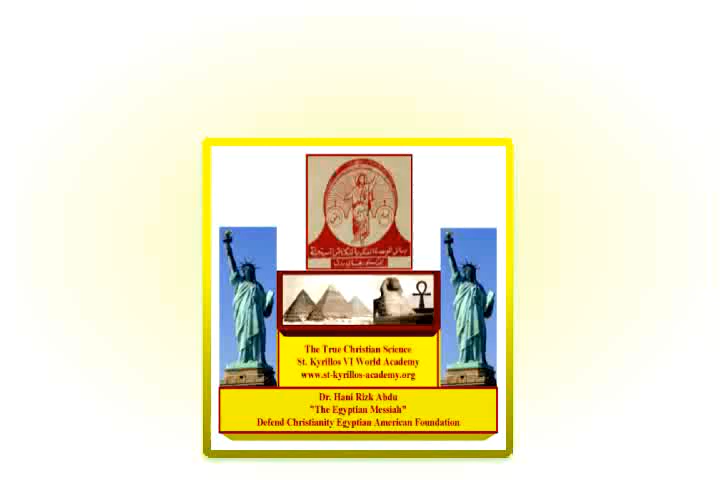 The True Christian Science
St. Kyrillos VI World Academy
www.st-kyrillos-academy.org
Dr. Hani Rizk Abdu
"The Egyptian Messiah"
Defend Christianity Egyptian American Foundation